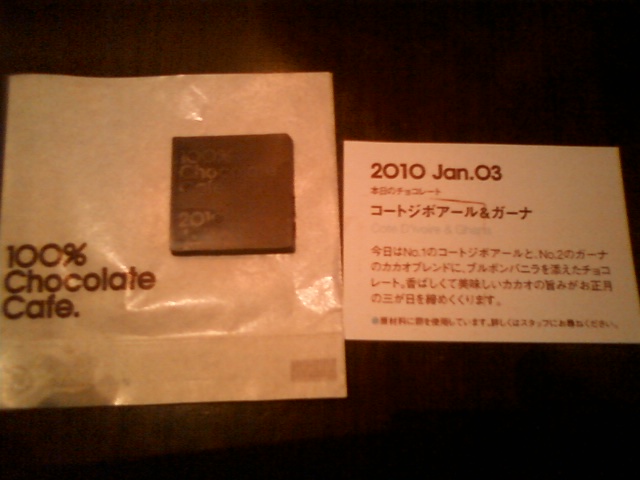 100%
Chocolate
Cafe.
100%
Chocolate
Cafe
201
2010 Jan.03
本日のチョコレート
コートジボアール&ガーナ
Cote D'Ivoire & Ghana
今日はNo.1のコートジボアールと、No.2のガーナ
のカカオブレンドに、ブルボンバニラを添えたチョコ
レート。香ばしくて美味しいカカオの旨みがお正月
の三が日を締めくくります。
●原材料に卵を使用しています。詳しくはスタッフにお尋ねください。